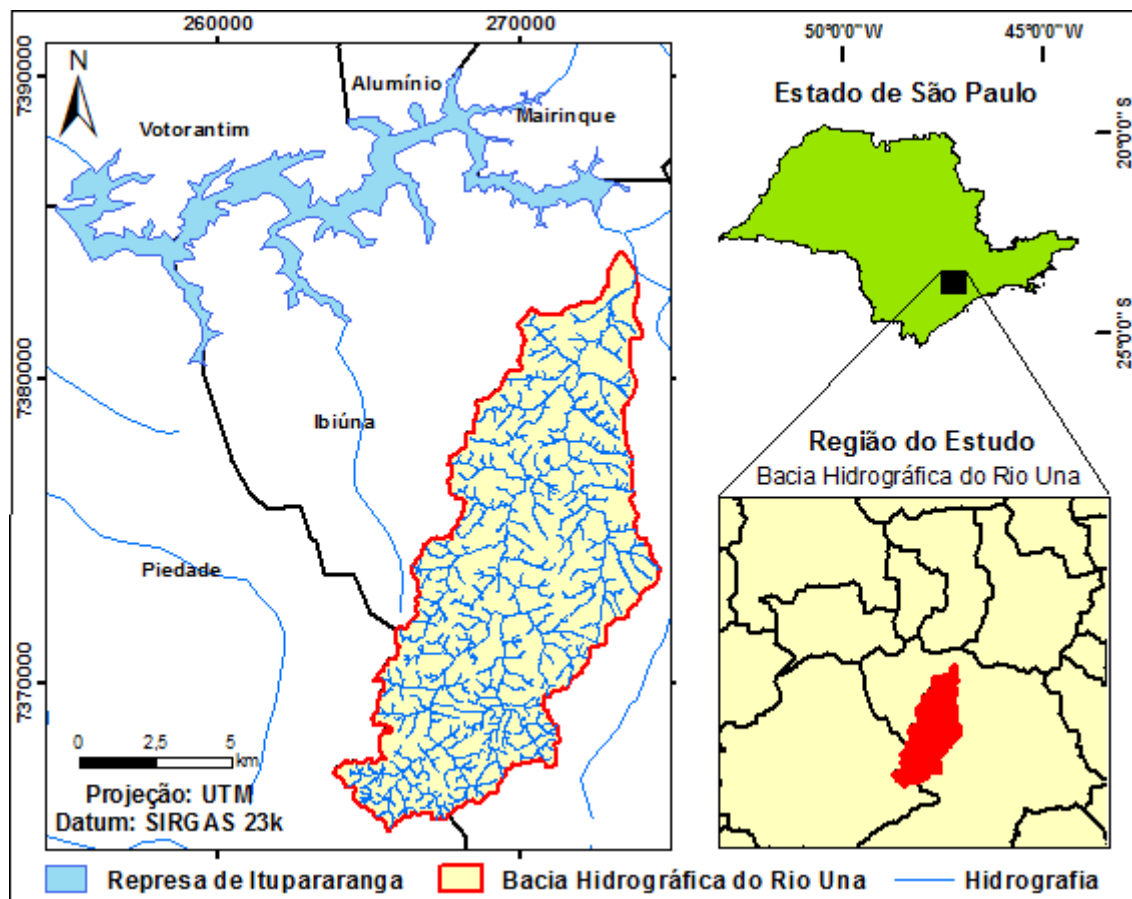 260000
270000
7390000
7380000
7370000
N
Alumínio
Votorantim
Mairinque
Ibiúna
Piedade
0 2,5 5
km
Projeção: UTM
Datum: SIRGAS 23k
50°0'0"W
45°0'0"W
Estado de São Paulo
20°0'0"S
25°0'0"S
Região do Estudo
Bacia Hidrográfica do Rio Una
Represa de Itupararanga
Bacia Hidrográfica do Rio Una
Hidrografia